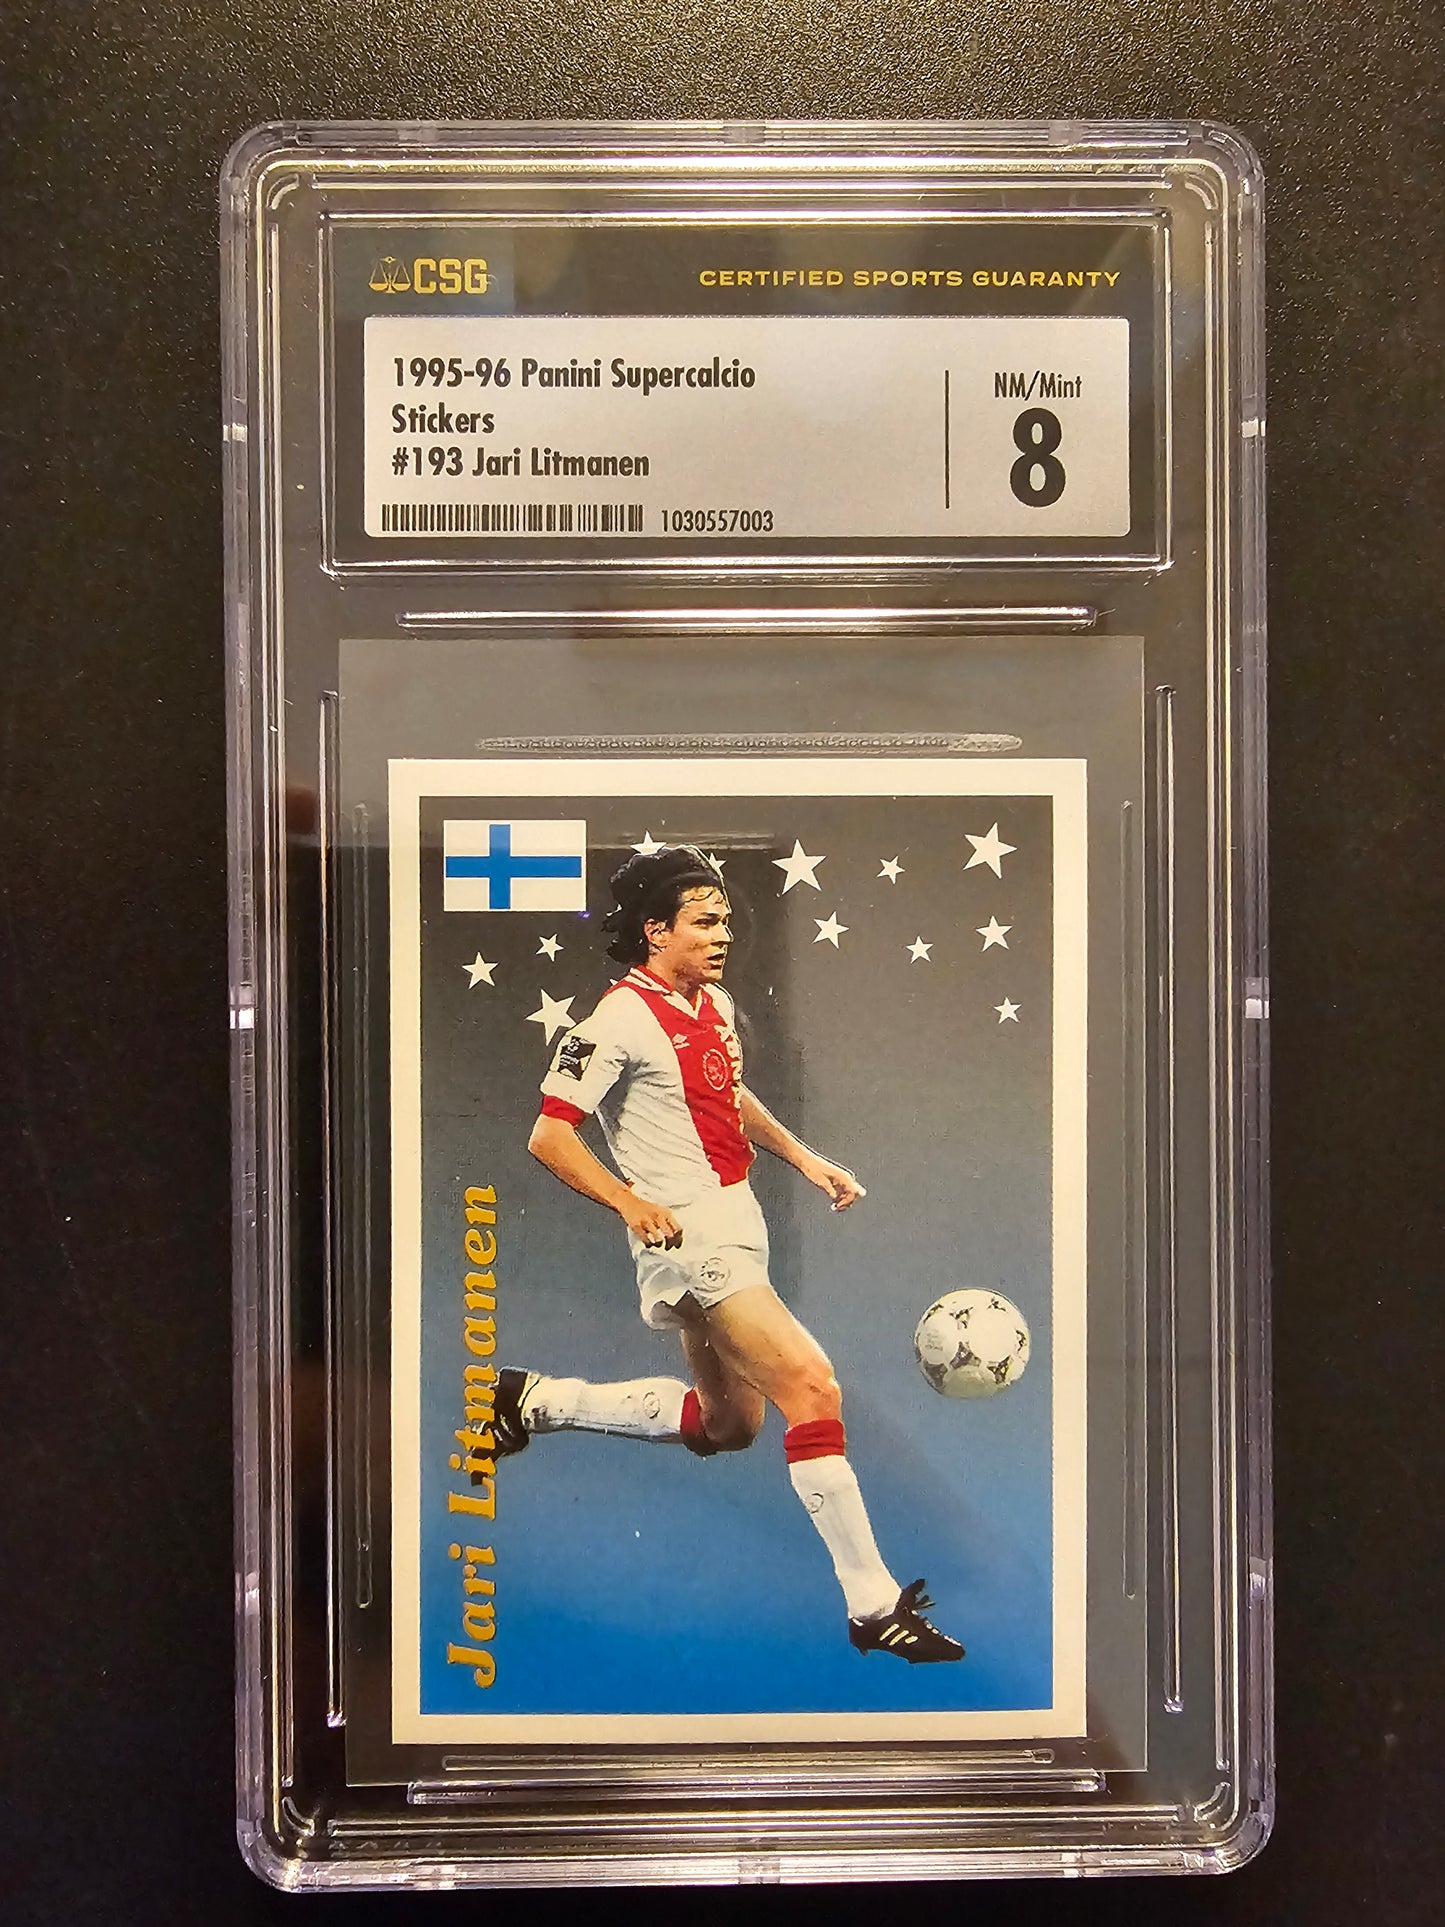 CSG
CERTIFIED SPORTS GUARANTY
1995-96 Panini Supercalcio
Stickers
#193 Jari Litmanen
NM/Mint
8
1030557003
Jari Litmanen